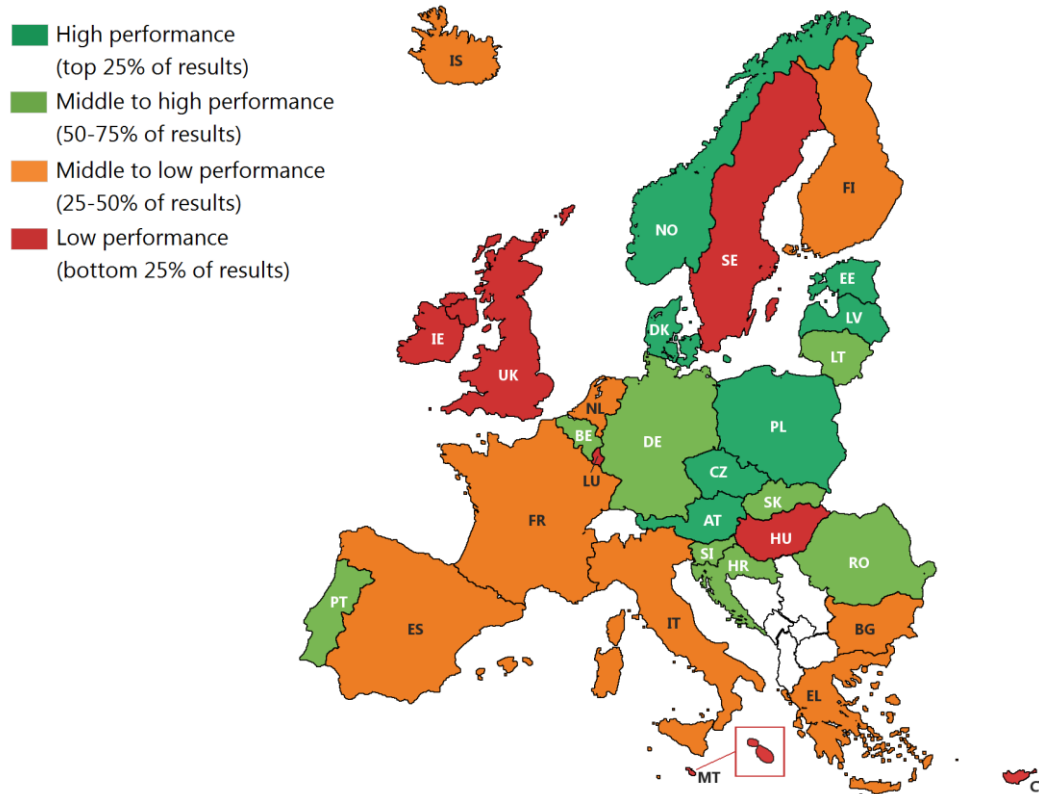 High performance
(top 25% of results)
Middle to high performance
(50-75% of results)
Middle to low performance
(25-50% of results)
Low performance
(bottom 25% of results)
IS
FI
NO
SE
EE
LV
DK
LT
IE
UK
NL
PL
BE
DE
CZ
LU
SK
FR
AT
HU
SI
HR
RO
PT
ES
IT
BG
EL
MT
C